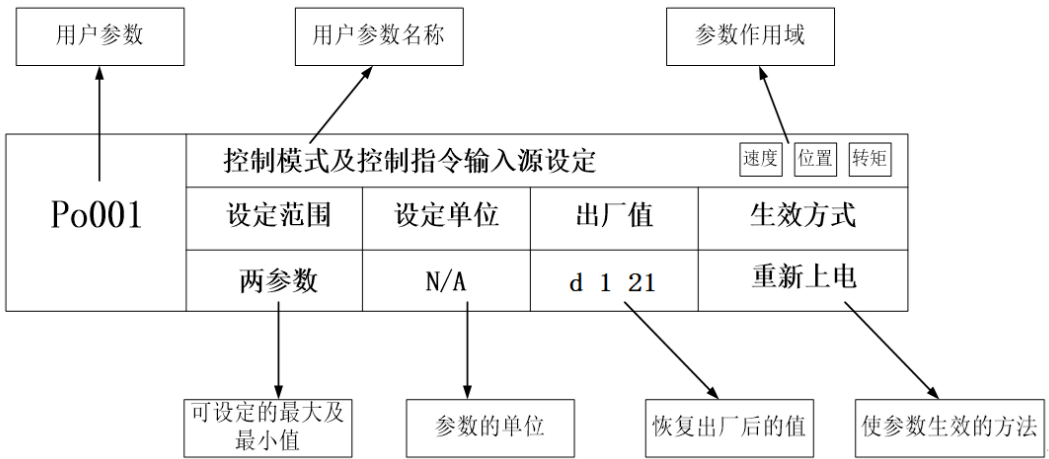 用户参数
用户参数名称
参数作用域
控制模式及控制指令输入源设定
速度 位置 转矩
Po001
设定范围 设定单位 出厂值 生效方式
两参数 N/A d 1 21 重新上电
可设定的最大及
最小值
参数的单位
恢复出厂后的值
使参数生效的方法